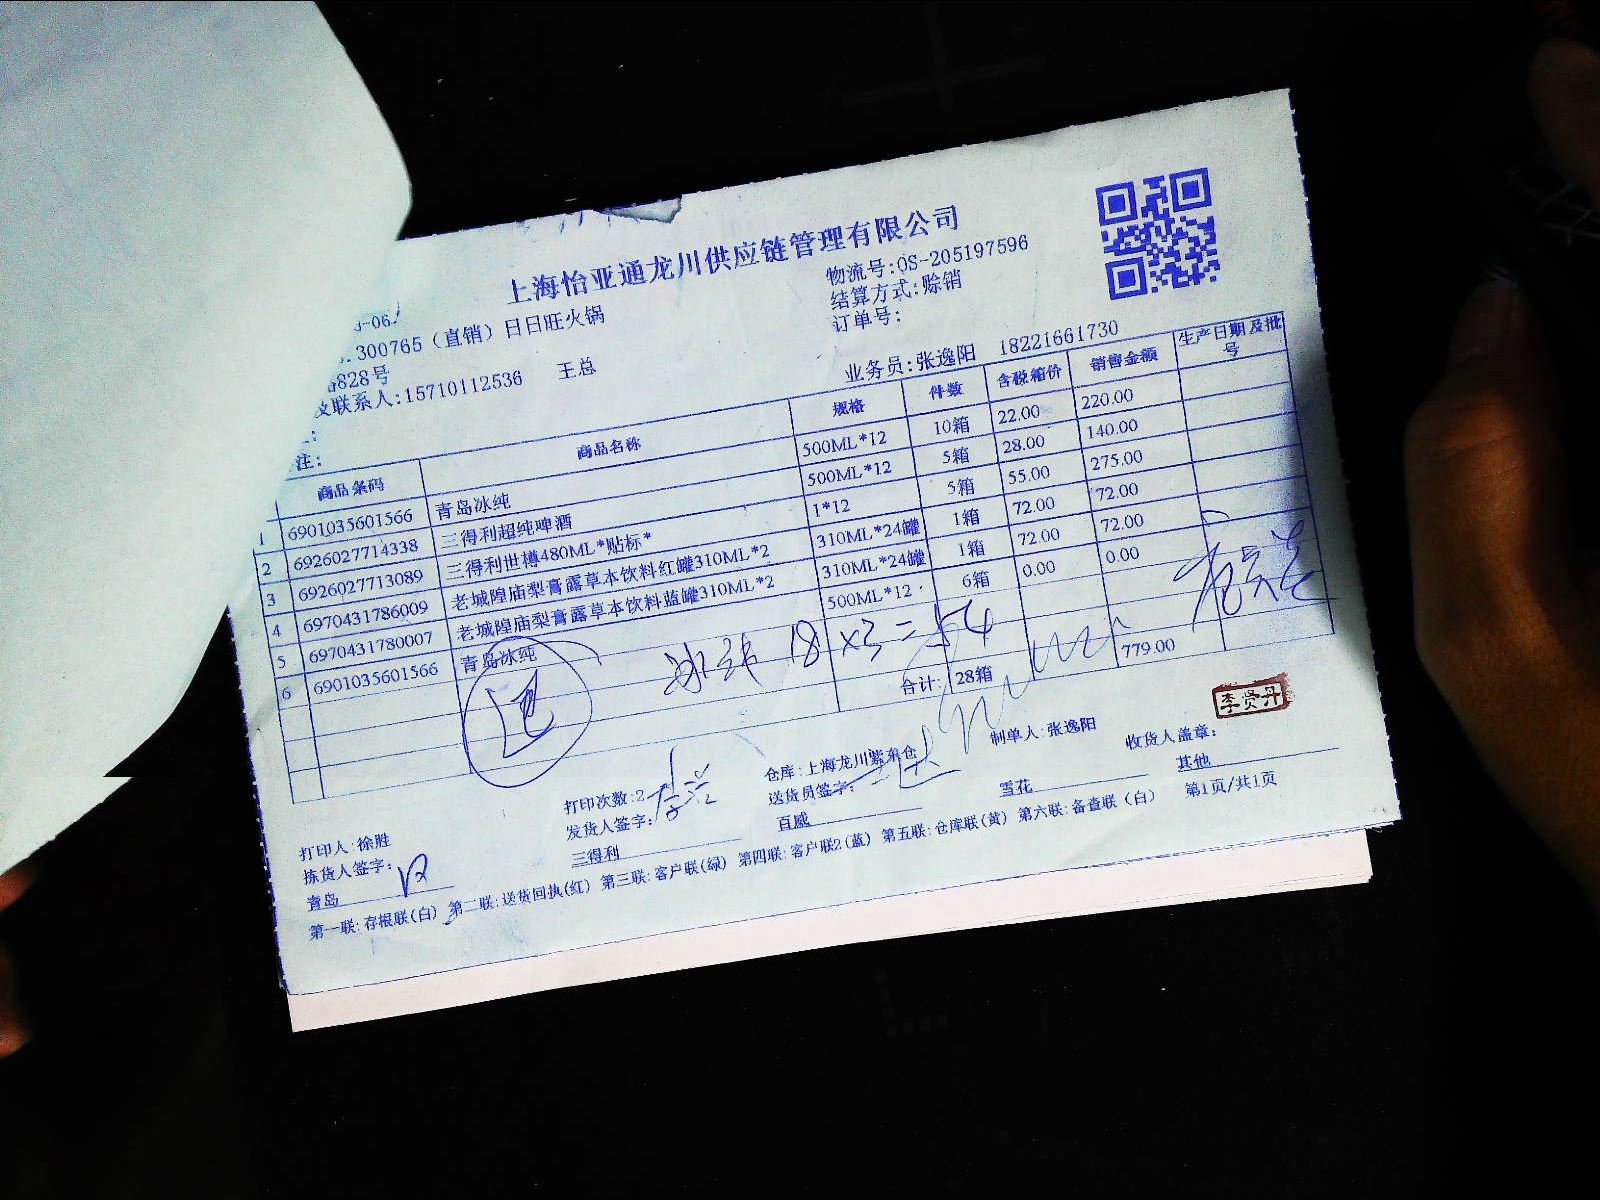 上海怡亚通龙川供应链管理有限公司
物流号:OS-205197596
300765（直销）日日旺火锅
结算方式:赊销
828号
订单号:
联系人:15710112536 王总
业务员:张逸阳 18221661730
注:
商品条码 商品名称 规格 件数 含税箱价 销售金额 生产日期及批号
1 6901035601566 青岛冰纯 500ML*12 10箱 22.00 220.00
2 6926027714338 三得利超纯啤酒 500ML*12 5箱 28.00 140.00
3 6926027713089 三得利世樽480ML*贴标* 1*12 5箱 55.00 275.00
4 6970431786009 老城隍庙梨膏露草本饮料红罐310ML*2 310ML*24罐 1箱 72.00 72.00
5 6970431780007 老城隍庙梨膏露草本饮料蓝罐310ML*2 310ML*24罐 1箱 72.00 72.00
6 6901035601566 青岛冰纯 500ML*12 6箱 0.00 0.00
退
18×3=54
合计: 28箱 779.00
李贤丹
打印人:徐胜 打印次数:2 仓库:上海龙川紫东仓 制单人:张逸阳 收货人盖章:
拣货人签字: 发货人签字: 送货员签字:
青岛 三得利 百威 雪花 其他
第一联:存根联(白) 第二联:送货回执(红) 第三联:客户联(绿) 第四联:客户联2(蓝) 第五联:仓库联(黄) 第六联:备查联（白） 第1页/共1页